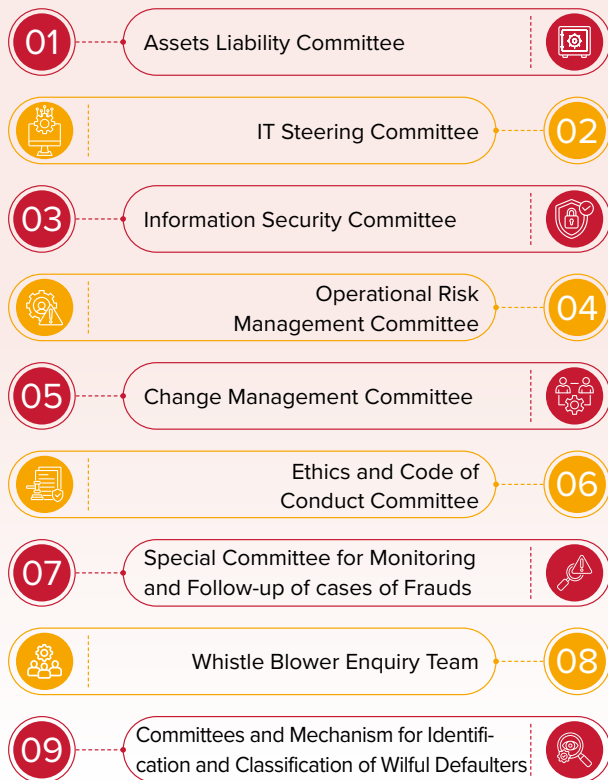 01
Assets Liability Committee
IT Steering Committee
02
03
Information Security Committee
Operational Risk
Management Committee
04
05
Change Management Committee
Ethics and Code of
Conduct Committee
06
07
Special Committee for Monitoring
and Follow-up of cases of Frauds
Whistle Blower Enquiry Team
08
09
Committees and Mechanism for Identifi-
cation and Classification of Wilful Defaulters